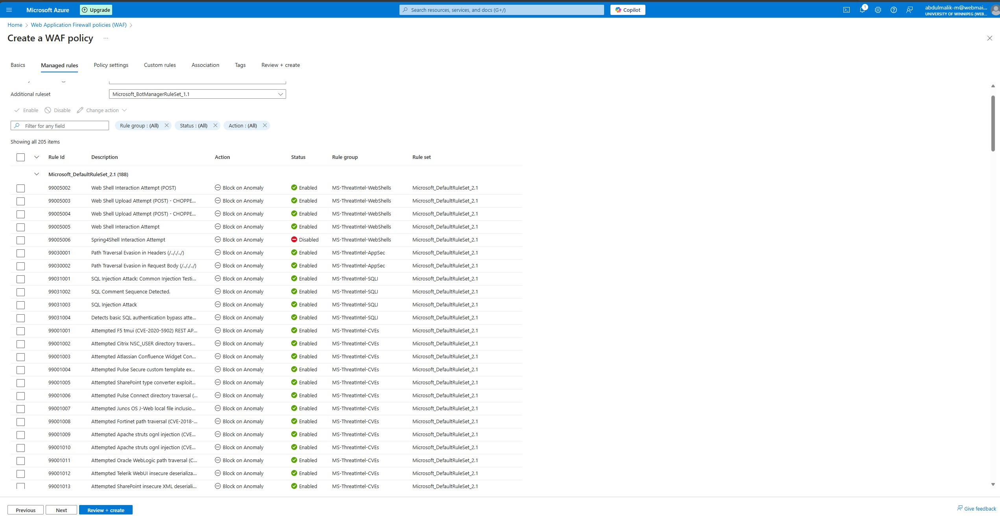 Microsoft Azure
Upgrade
Search resources, services, and docs (G+/)
Copilot
1
abdulmalik-m@webmai...
UNIVERSITY OF WINNIPEG (WEB...
Home > Web Application Firewall policies (WAF) >
Create a WAF policy ...
Basics Managed rules Policy settings Custom rules Association Tags Review + create
Additional ruleset Microsoft_BotManagerRuleSet_1.1
Enable Disable Change action
Filter for any field Rule group : (All) Status : (All) Action : (All)
Showing all 205 items
Rule Id Description Action Status Rule group Rule set
Microsoft_DefaultRuleSet_2.1 (188)
99005002 Web Shell Interaction Attempt (POST) Block on Anomaly Enabled MS-ThreatIntel-WebShells Microsoft_DefaultRuleSet_2.1
99005003 Web Shell Upload Attempt (POST) - CHOPPE... Block on Anomaly Enabled MS-ThreatIntel-WebShells Microsoft_DefaultRuleSet_2.1
99005004 Web Shell Upload Attempt (POST) - CHOPPE... Block on Anomaly Enabled MS-ThreatIntel-WebShells Microsoft_DefaultRuleSet_2.1
99005005 Web Shell Interaction Attempt Block on Anomaly Enabled MS-ThreatIntel-WebShells Microsoft_DefaultRuleSet_2.1
99005006 Spring4Shell Interaction Attempt Block on Anomaly Disabled MS-ThreatIntel-WebShells Microsoft_DefaultRuleSet_2.1
99030001 Path Traversal Evasion in Headers (/.././../) Block on Anomaly Enabled MS-ThreatIntel-AppSec Microsoft_DefaultRuleSet_2.1
99030002 Path Traversal Evasion in Request Body (/.././../) Block on Anomaly Enabled MS-ThreatIntel-AppSec Microsoft_DefaultRuleSet_2.1
99031001 SQL Injection Attack: Common Injection Testi... Block on Anomaly Enabled MS-ThreatIntel-SQLI Microsoft_DefaultRuleSet_2.1
99031002 SQL Comment Sequence Detected. Block on Anomaly Enabled MS-ThreatIntel-SQLI Microsoft_DefaultRuleSet_2.1
99031003 SQL Injection Attack Block on Anomaly Enabled MS-ThreatIntel-SQLI Microsoft_DefaultRuleSet_2.1
99031004 Detects basic SQL authentication bypass atte... Block on Anomaly Enabled MS-ThreatIntel-SQLI Microsoft_DefaultRuleSet_2.1
99001001 Attempted F5 tmui (CVE-2020-5902) REST AP... Block on Anomaly Enabled MS-ThreatIntel-CVEs Microsoft_DefaultRuleSet_2.1
99001002 Attempted Citrix NSC_USER directory travers... Block on Anomaly Enabled MS-ThreatIntel-CVEs Microsoft_DefaultRuleSet_2.1
99001003 Attempted Atlassian Confluence Widget Con... Block on Anomaly Enabled MS-ThreatIntel-CVEs Microsoft_DefaultRuleSet_2.1
99001004 Attempted Pulse Secure custom template ex... Block on Anomaly Enabled MS-ThreatIntel-CVEs Microsoft_DefaultRuleSet_2.1
99001005 Attempted SharePoint type converter exploit... Block on Anomaly Enabled MS-ThreatIntel-CVEs Microsoft_DefaultRuleSet_2.1
99001006 Attempted Pulse Connect directory traversal (... Block on Anomaly Enabled MS-ThreatIntel-CVEs Microsoft_DefaultRuleSet_2.1
99001007 Attempted Junos OS J-Web local file inclusio... Block on Anomaly Enabled MS-ThreatIntel-CVEs Microsoft_DefaultRuleSet_2.1
99001008 Attempted Fortinet path traversal (CVE-2018-... Block on Anomaly Enabled MS-ThreatIntel-CVEs Microsoft_DefaultRuleSet_2.1
99001009 Attempted Apache struts ognl injection (CVE... Block on Anomaly Enabled MS-ThreatIntel-CVEs Microsoft_DefaultRuleSet_2.1
99001010 Attempted Apache struts ognl injection (CVE... Block on Anomaly Enabled MS-ThreatIntel-CVEs Microsoft_DefaultRuleSet_2.1
99001011 Attempted Oracle WebLogic path traversal (C... Block on Anomaly Enabled MS-ThreatIntel-CVEs Microsoft_DefaultRuleSet_2.1
99001012 Attempted Telerik WebUI insecure deserializa... Block on Anomaly Enabled MS-ThreatIntel-CVEs Microsoft_DefaultRuleSet_2.1
99001013 Attempted SharePoint insecure XML deseriali... Block on Anomaly Enabled MS-ThreatIntel-CVEs Microsoft_DefaultRuleSet_2.1
Previous Next Review + create Give feedback